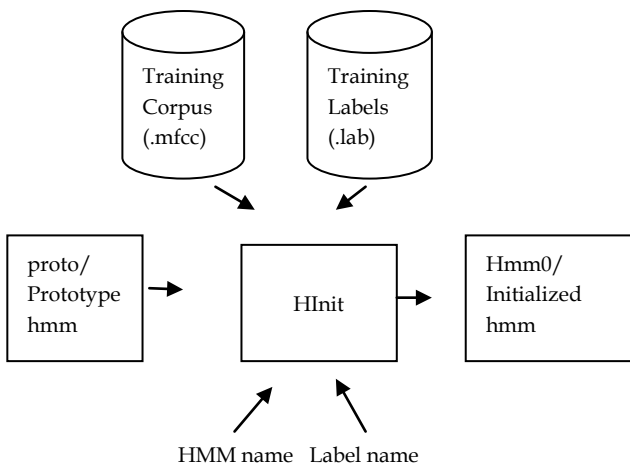 Training
Corpus
(.mfcc)
Training
Labels
(.lab)
proto/
Prototype
hmm
HInit
Hmm0/
Initialized
hmm
HMM name
Label name